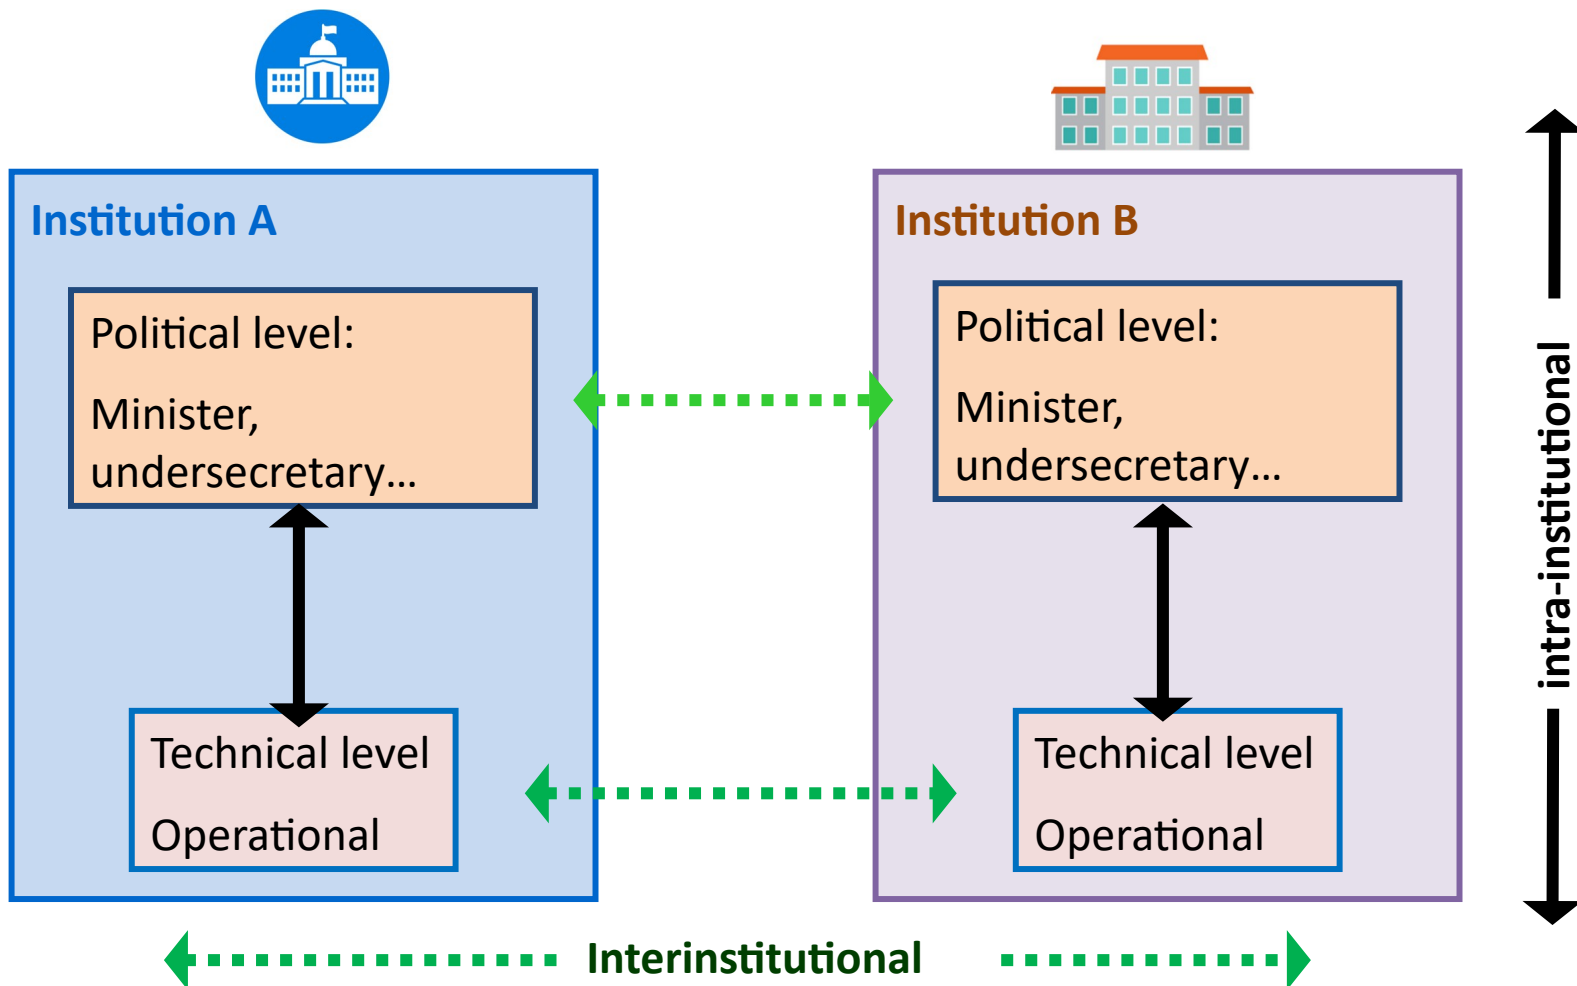 Institution A
Political level:
Minister,
undersecretary...
Technical level
Operational
Institution B
Political level:
Minister,
undersecretary...
Technical level
Operational
intra-institutional
Interinstitutional